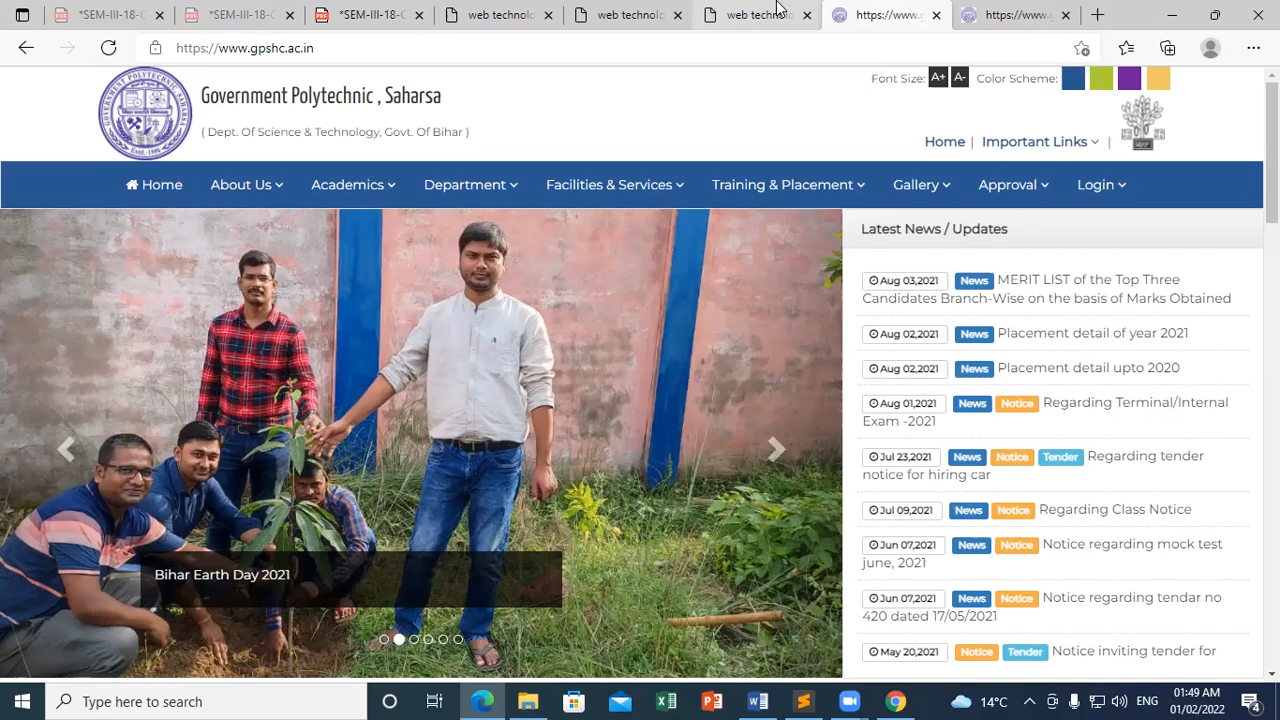 *SEM-III-18-C
*SEM-III-18-C
*SEM-III-18-C
web technolo
web technolo
web technolo
https://www.
https://www.
https://www.gpshc.ac.in
Font Size: A+ A- Color Scheme:
Government Polytechnic , Saharsa
( Dept. Of Science & Technology, Govt. Of Bihar )
Home | Important Links |
Home About Us Academics Department Facilities & Services Training & Placement Gallery Approval Login
Latest News / Updates
Aug 03,2021 News MERIT LIST of the Top Three
Candidates Branch-Wise on the basis of Marks Obtained
Aug 02,2021 News Placement detail of year 2021
Aug 02,2021 News Placement detail upto 2020
Aug 01,2021 News Notice Regarding Terminal/Internal
Exam -2021
Jul 23,2021 News Notice Tender Regarding tender
notice for hiring car
Jul 09,2021 News Notice Regarding Class Notice
Jun 07,2021 News Notice Notice regarding mock test
june, 2021
Jun 07,2021 News Notice Notice regarding tendar no
420 dated 17/05/2021
May 20,2021 Notice Tender Notice inviting tender for
Bihar Earth Day 2021
Type here to search
14°C
ENG
01:49 AM
01/02/2022
4